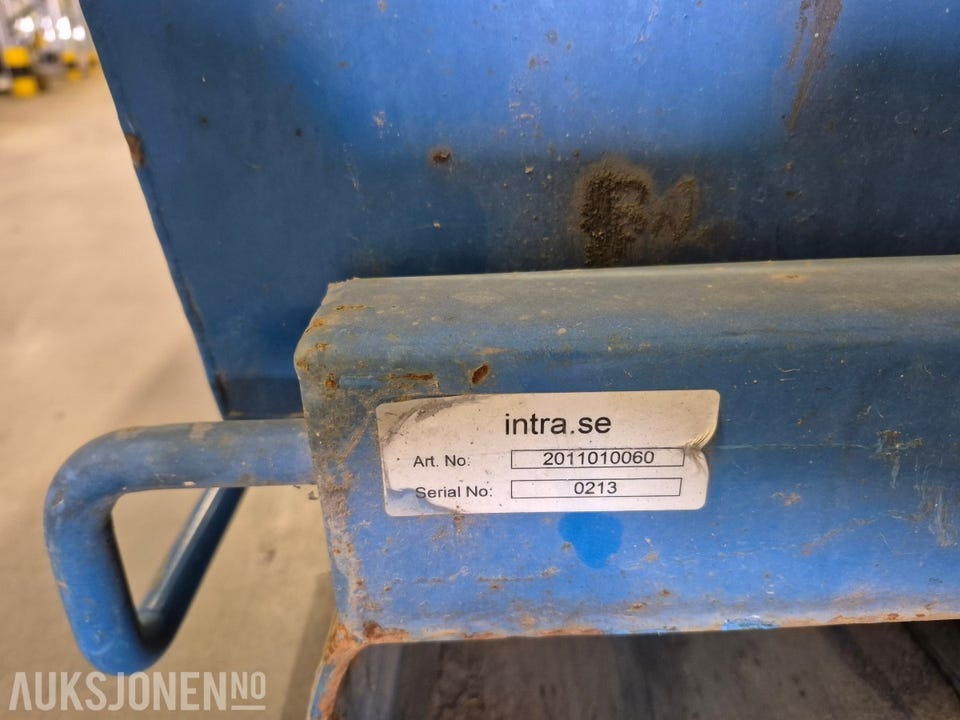 intra.se
Art. No: 2011010060
Serial No: 0213
AUKSJONEN.NO